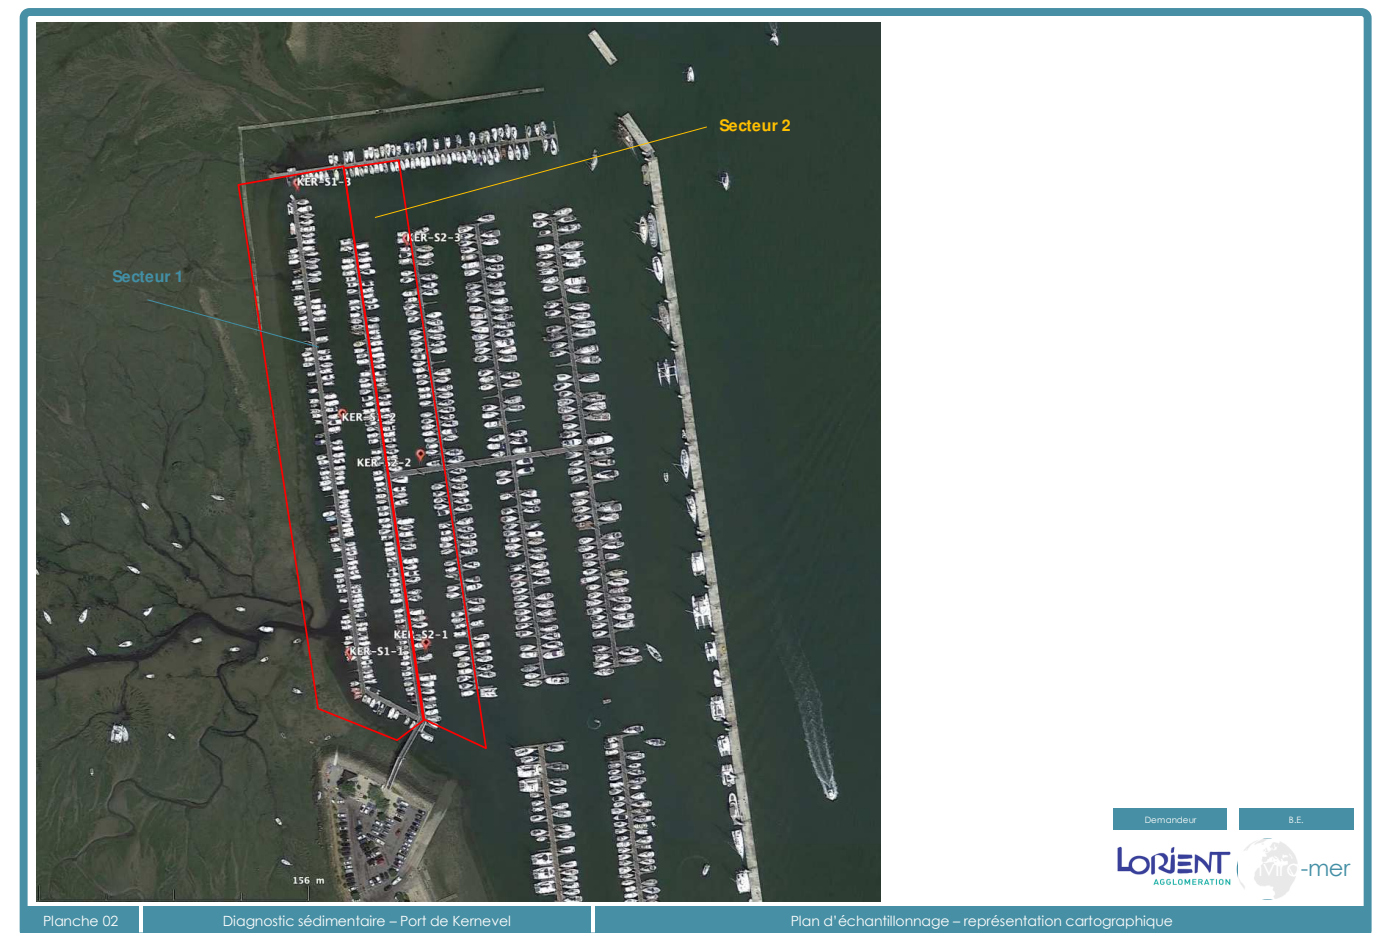 Secteur 2
KER-S1-3
KER-S2-3
Secteur 1
KER-S1-2
KER-S2-2
KER-S2-1
KER-S1-1
156 m
Demandeur
B.E.
LORIENT
AGGLOMERATION
-mer
Planche 02
Diagnostic sédimentaire – Port de Kernevel
Plan d'échantillonnage – représentation cartographique